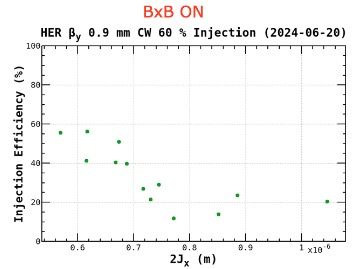 BxB ON
HER βy 0.9 mm CW 60 % Injection (2024-06-20)
Injection Efficiency (%)
100
80
60
40
20
0
0.6 0.7 0.8 0.9 1 ×10-6
2Jx (m)